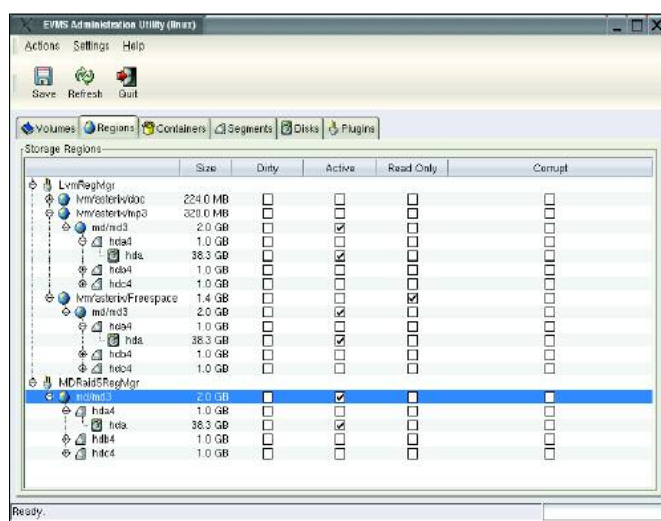 EVMS Administration Utility (linux)
Actions Settings Help
Save Refresh Quit
Volumes Regions Containers Segments Disks Plugins
Storage Regions
Size Dirty Active Read Only Corrupt
LvmRegMgr
lvm/asterix/doc 224.0 MB
lvm/asterix/mp3 320.0 MB
md/md3 2.0 GB
hda4 1.0 GB
hda 38.3 GB
hdb4 1.0 GB
hdc4 1.0 GB
lvm/asterix/Freespace 1.4 GB
md/md3 2.0 GB
hda4 1.0 GB
hda 38.3 GB
hdb4 1.0 GB
hdc4 1.0 GB
MDRaid5RegMgr
md/md3 2.0 GB
hda4 1.0 GB
hda 38.3 GB
hdb4 1.0 GB
hdc4 1.0 GB
Ready.